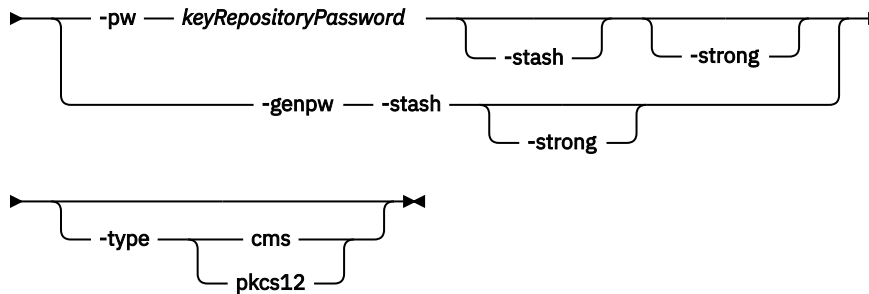 -pw keyRepositoryPassword
-stash -strong
-genpw -stash
-strong
-type cms
pkcs12